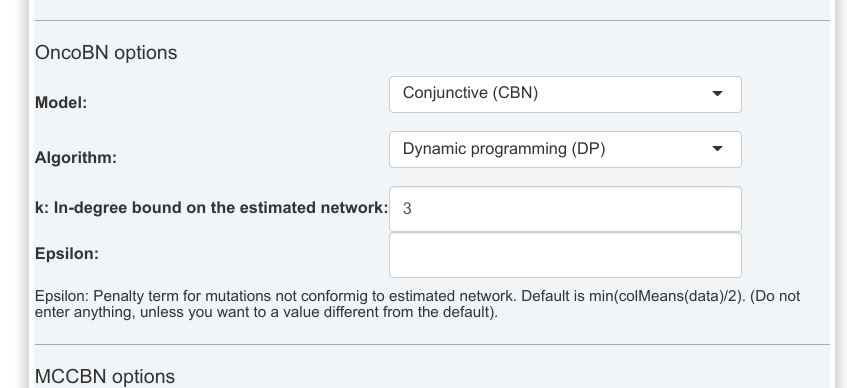 OncoBN options
Model:
Conjunctive (CBN)
Algorithm:
Dynamic programming (DP)
k: In-degree bound on the estimated network:
3
Epsilon:
Epsilon: Penalty term for mutations not conformig to estimated network. Default is min(colMeans(data)/2). (Do not
enter anything, unless you want to a value different from the default).
MCCBN options